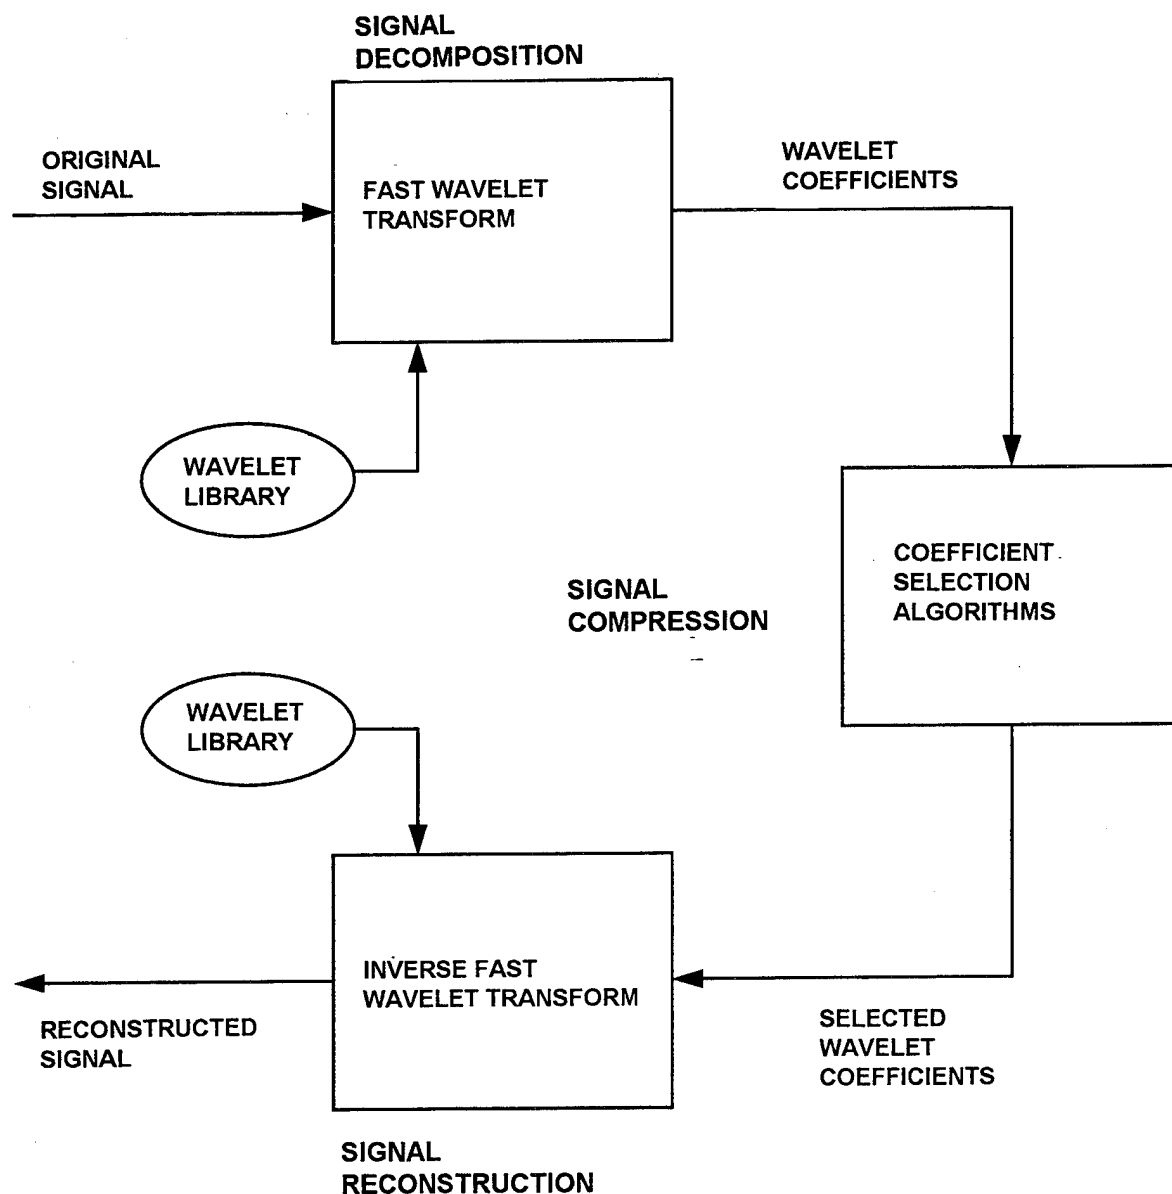 SIGNAL
DECOMPOSITION
ORIGINAL
SIGNAL
FAST WAVELET
TRANSFORM
WAVELET
COEFFICIENTS
WAVELET
LIBRARY
COEFFICIENT
SELECTION
ALGORITHMS
SIGNAL
COMPRESSION
WAVELET
LIBRARY
INVERSE FAST
WAVELET TRANSFORM
RECONSTRUCTED
SIGNAL
SELECTED
WAVELET
COEFFICIENTS
SIGNAL
RECONSTRUCTION